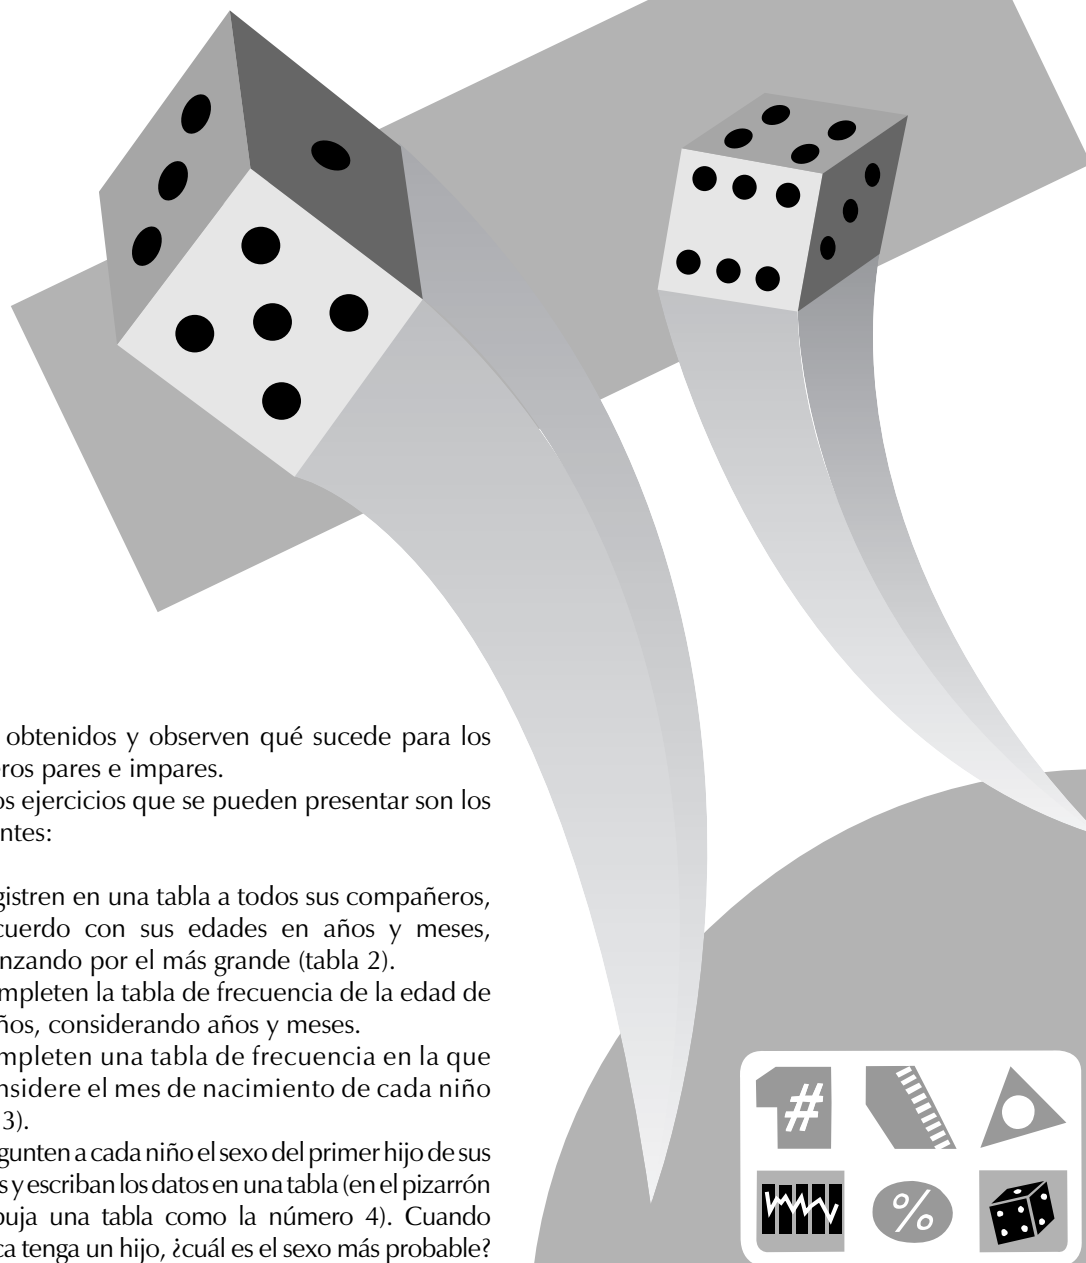 obtenidos y observen qué sucede para los
ros pares e impares.
os ejercicios que se pueden presentar son los
ntes:
gistren en una tabla a todos sus compañeros,
cuerdo con sus edades en años y meses,
nzando por el más grande (tabla 2).
mpleten la tabla de frecuencia de la edad de
ños, considerando años y meses.
mpleten una tabla de frecuencia en la que
nsidere el mes de nacimiento de cada niño
3).
gunten a cada niño el sexo del primer hijo de sus
s y escriban los datos en una tabla (en el pizarrón
buja una tabla como la número 4). Cuando
ca tenga un hijo, ¿cuál es el sexo más probable?
#
%